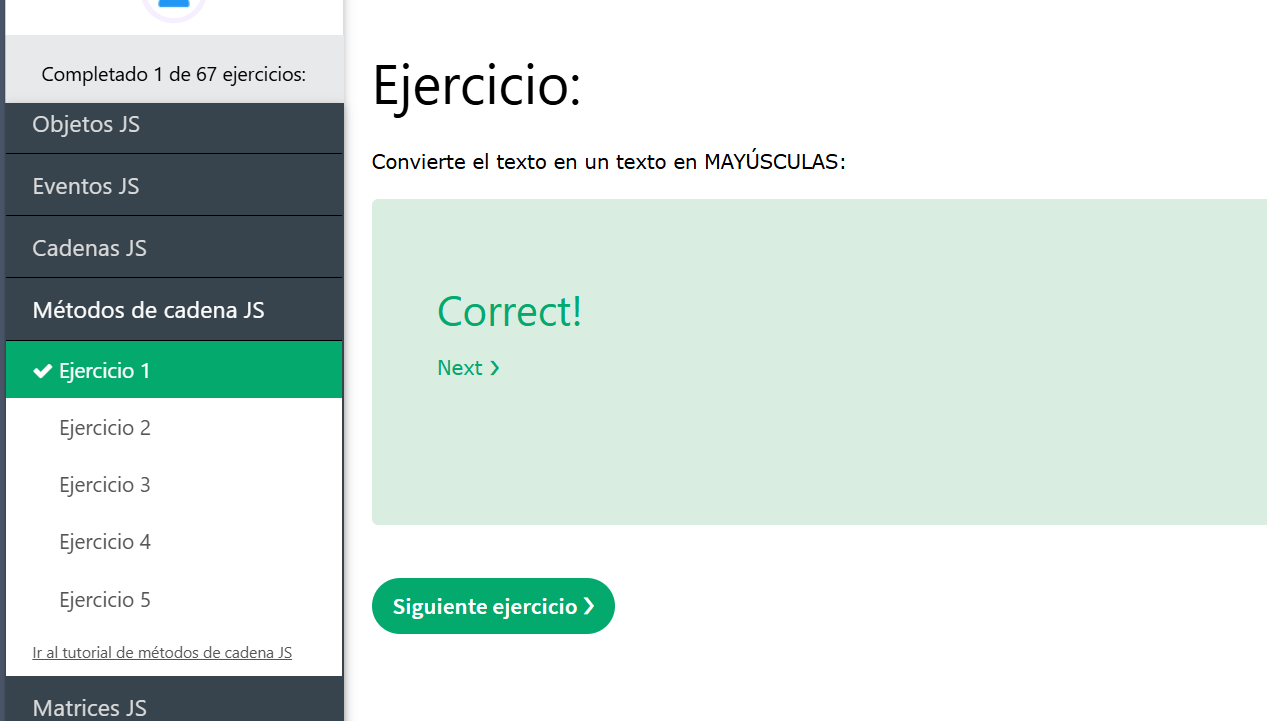 Completado 1 de 67 ejercicios:
Objetos JS
Eventos JS
Cadenas JS
Métodos de cadena JS
Ejercicio 1
Ejercicio 2
Ejercicio 3
Ejercicio 4
Ejercicio 5
Ir al tutorial de métodos de cadena JS
Matrices JS
Ejercicio:
Convierte el texto en un texto en MAYÚSCULAS:
Correct!
Next ❯
Siguiente ejercicio ❯